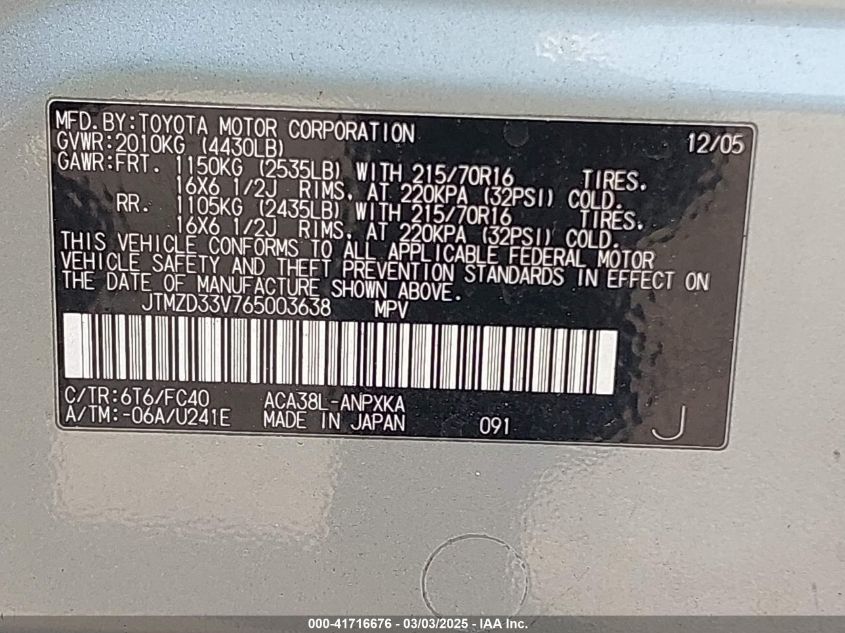 MFD.BY:TOYOTA MOTOR CORPORATION 12/05
GVWR:2010KG (4430LB)
GAWR:FRT. 1150KG (2535LB) WITH 215/70R16 TIRES,
16X6 1/2J RIMS, AT 220KPA (32PSI) COLD.
RR. 1105KG (2435LB) WITH 215/70R16 TIRES,
16X6 1/2J RIMS, AT 220KPA (32PSI) COLD.
THIS VEHICLE CONFORMS TO ALL APPLICABLE FEDERAL MOTOR
VEHICLE SAFETY AND THEFT PREVENTION STANDARDS IN EFFECT ON
THE DATE OF MANUFACTURE SHOWN ABOVE.
JTMZD33V765003638 MPV
C/TR:6T6/FC40 ACA38L-ANPXKA
A/TM:-06A/U241E MADE IN JAPAN 091 J
000-41716676 - 03/03/2025 - IAA Inc.